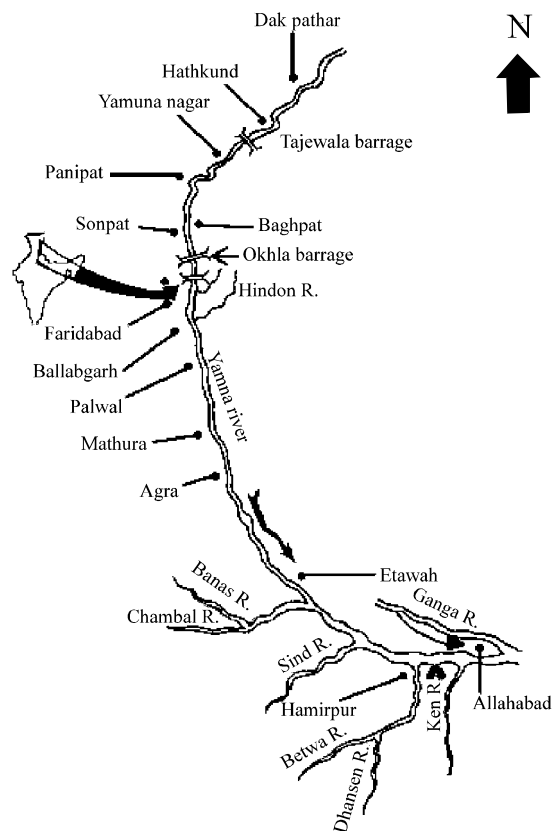 Dak pathar
N
Hathkund
Yamuna nagar
Tajewala barrage
Panipat
Sonpat
Baghpat
Okhla barrage
Hindon R.
Faridabad
Ballabgarh
Yamna river
Palwal
Mathura
Agra
Etawah
Banas R.
Ganga R.
Chambal R.
Sind R.
Ken R.
Allahabad
Hamirpur
Betwa R.
Dhansen R.